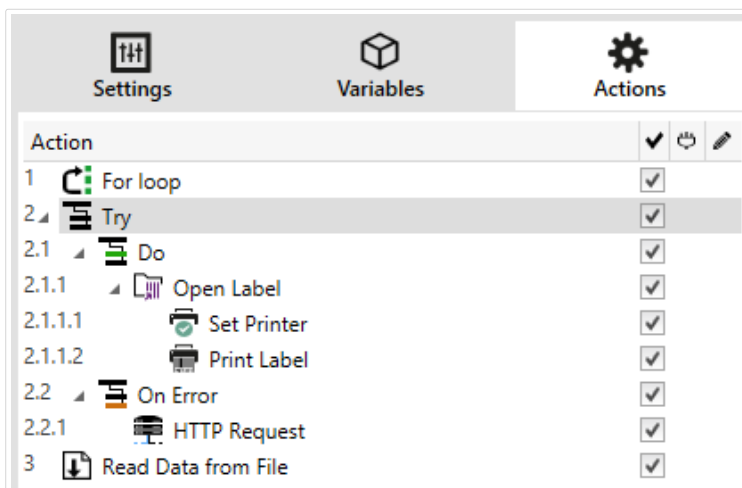 Settings Variables Actions
Action
1 For loop
2 Try
2.1 Do
2.1.1 Open Label
2.1.1.1 Set Printer
2.1.1.2 Print Label
2.2 On Error
2.2.1 HTTP Request
3 Read Data from File